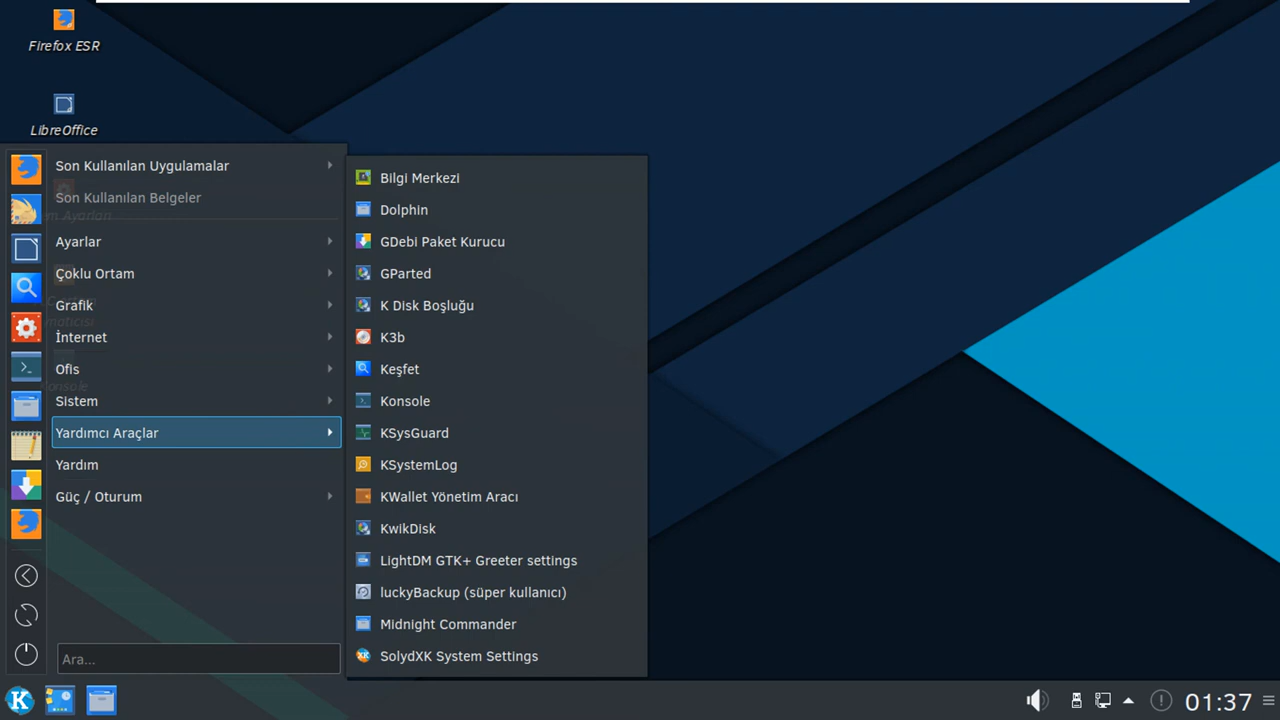 Firefox ESR
LibreOffice
Son Kullanılan Uygulamalar
Son Kullanılan Belgeler
Ayarlar
Çoklu Ortam
Grafik
İnternet
Ofis
Sistem
Yardımcı Araçlar
Yardım
Güç / Oturum
Ara...
Bilgi Merkezi
Dolphin
GDebi Paket Kurucu
GParted
K Disk Boşluğu
K3b
Keşfet
Konsole
KSysGuard
KSystemLog
KWallet Yönetim Aracı
KwikDisk
LightDM GTK+ Greeter settings
luckyBackup (süper kullanıcı)
Midnight Commander
SolydXK System Settings
01:37